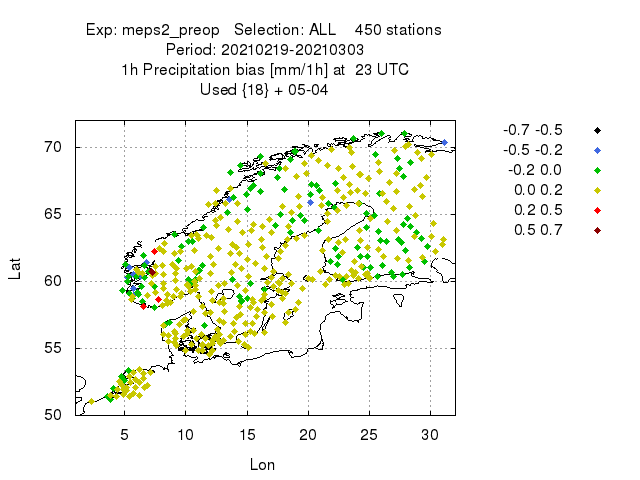 Exp: meps2_preop   Selection: ALL    450 stations
Period: 20210219-20210303
1h Precipitation bias [mm/1h] at  23 UTC
Used {18} + 05-04
-0.7 -0.5
-0.5 -0.2
-0.2 0.0
0.0 0.2
0.2 0.5
0.5 0.7
70
65
60
55
50
Lat
5 10 15 20 25 30
Lon